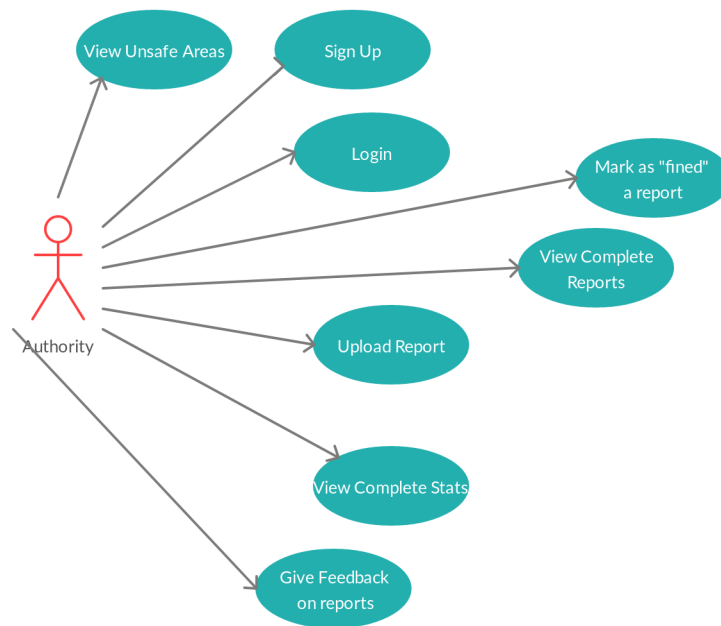 View Unsafe Areas
Sign Up
Login
Mark as "fined"
a report
View Complete
Reports
Authority
Upload Report
View Complete Stats
Give Feedback
on reports